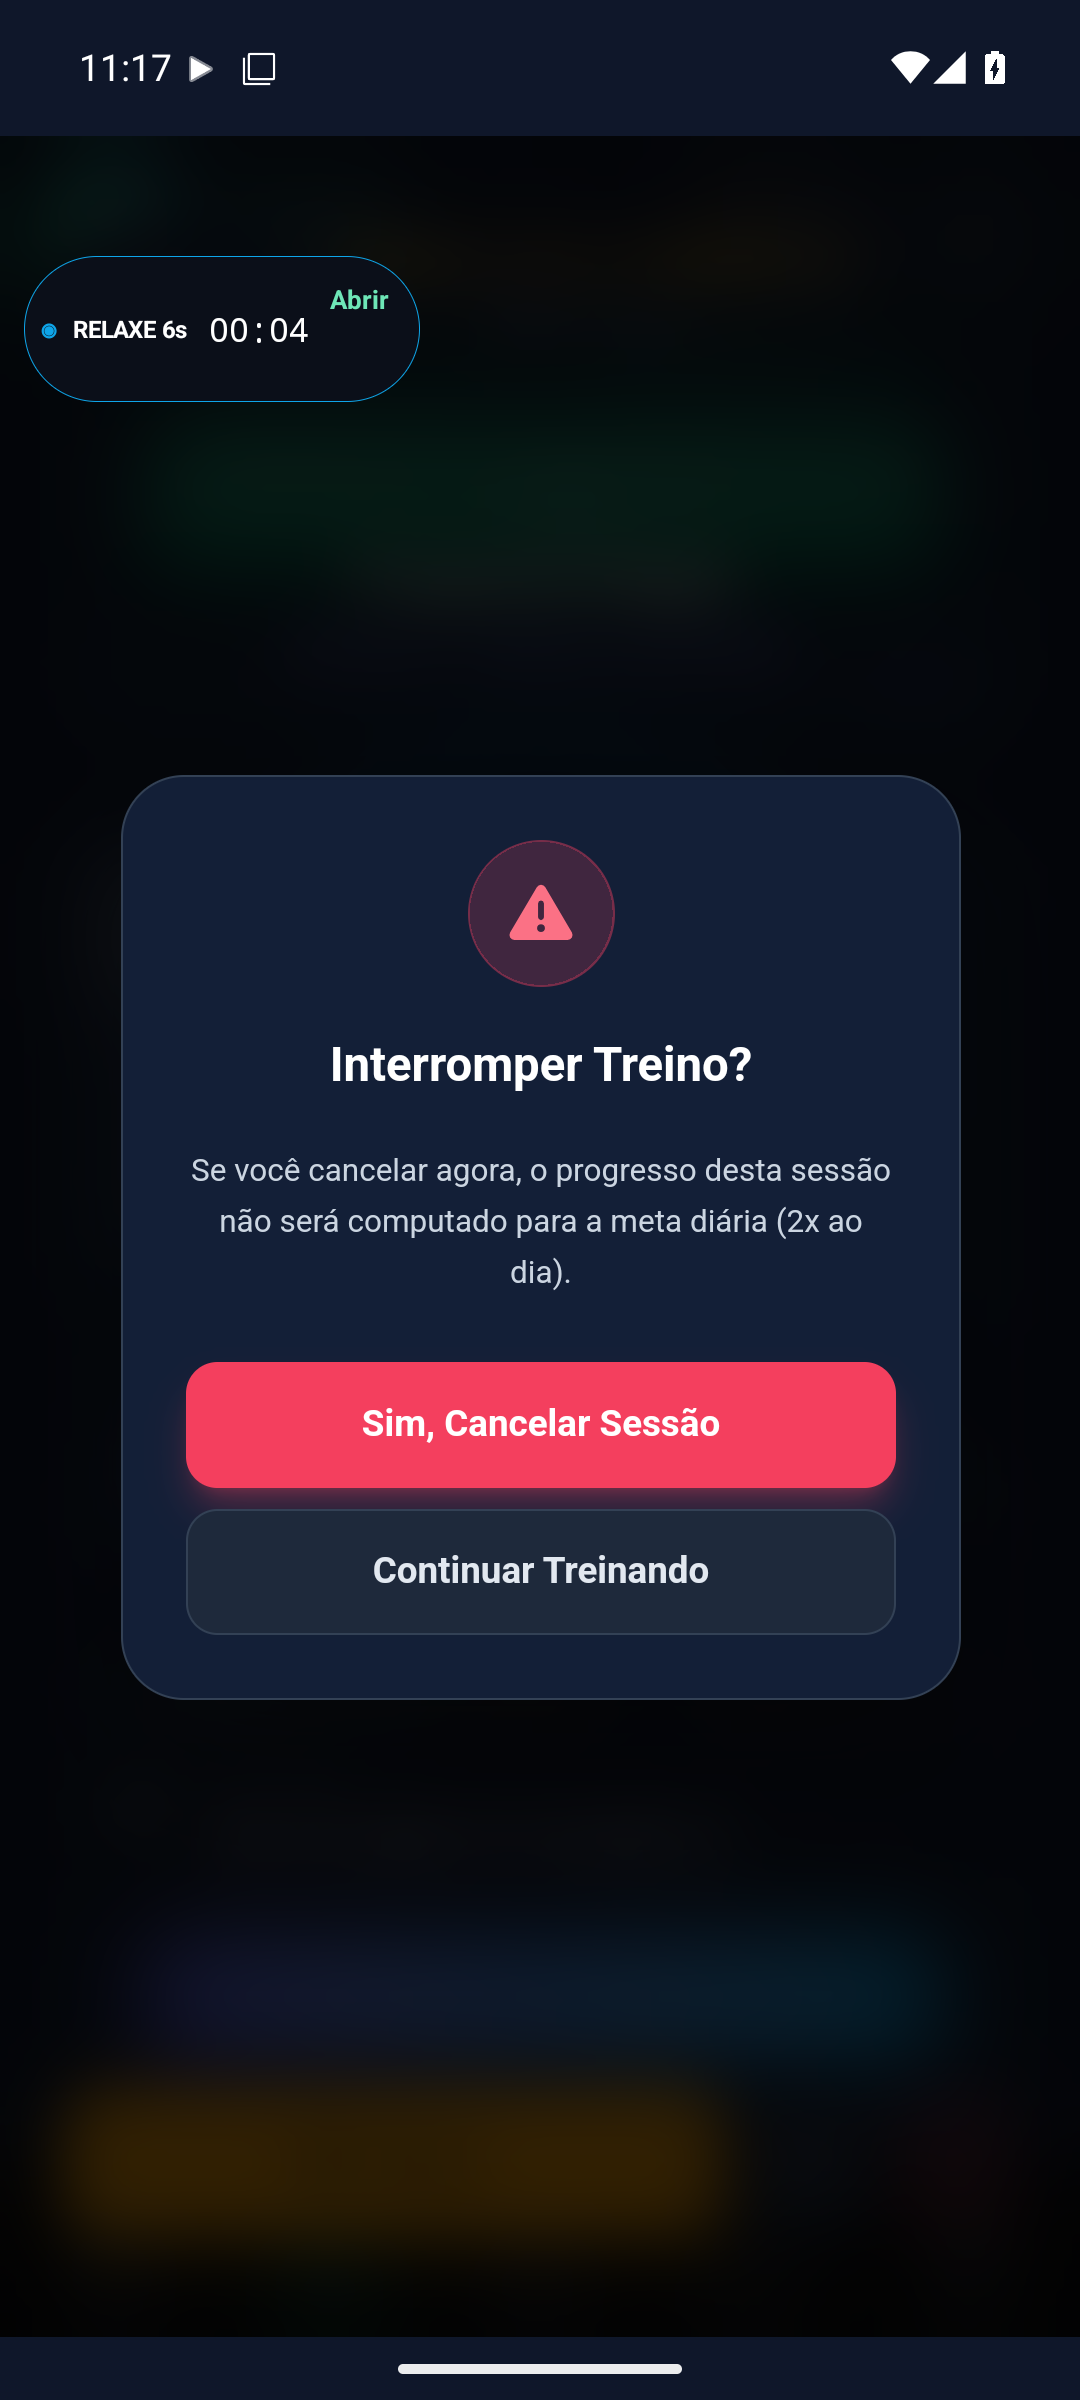 11:17
Abrir
RELAXE 6s 00:04
Interromper Treino?
Se você cancelar agora, o progresso desta sessão
não será computado para a meta diária (2x ao
dia).
Sim, Cancelar Sessão
Continuar Treinando